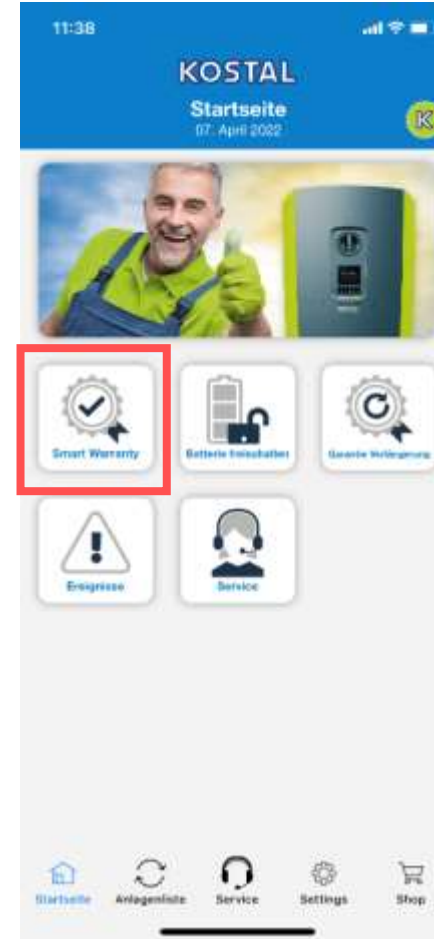 11:38
KOSTAL
Startseite
07. April 2022
K
Smart Warranty
Batterie freischalten
Garantie Verlängerung
Ereignisse
Service
Startseite
Anlagenliste
Service
Settings
Shop